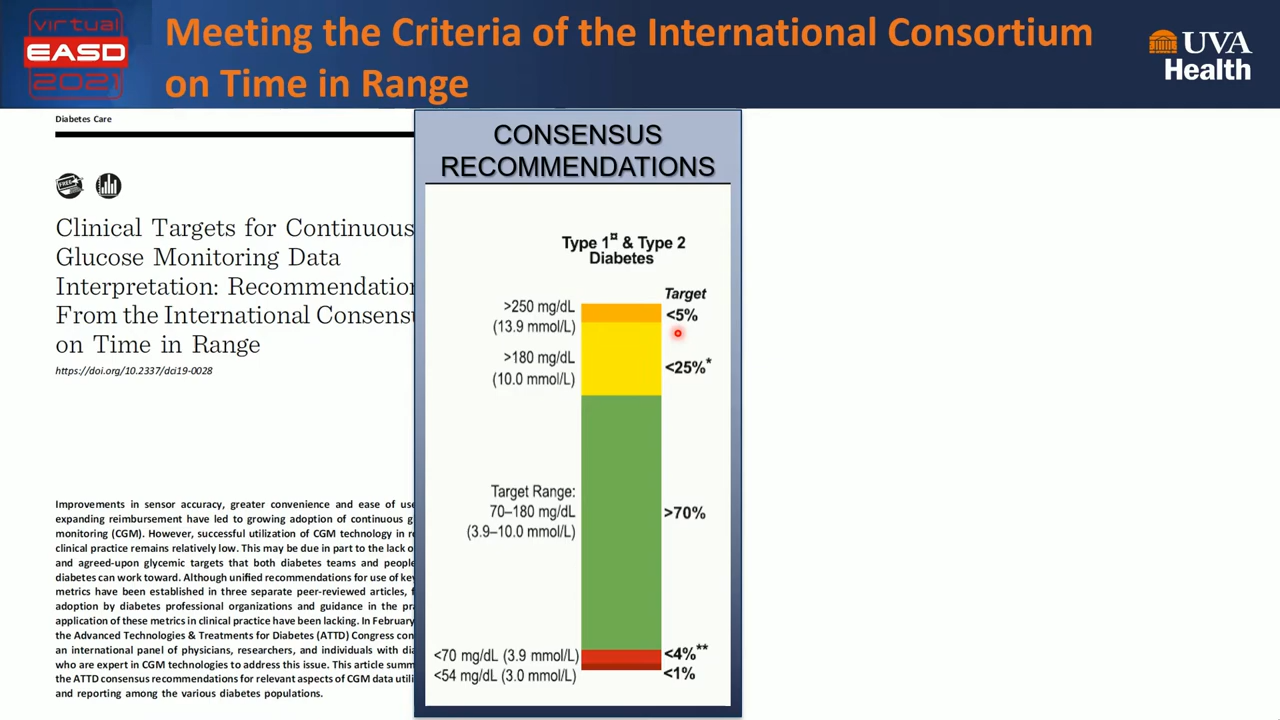 virtual
EASD
2021
Meeting the Criteria of the International Consortium
on Time in Range
UVA
Health
Diabetes Care
FREE
Clinical Targets for Continuous
Glucose Monitoring Data
Interpretation: Recommendation
From the International Consens
on Time in Range
https://doi.org/10.2337/dci19-0028
Improvements in sensor accuracy, greater convenience and ease of use
expanding reimbursement have led to growing adoption of continuous g
monitoring (CGM). However, successful utilization of CGM technology in r
clinical practice remains relatively low. This may be due in part to the lack o
and agreed-upon glycemic targets that both diabetes teams and people
diabetes can work toward. Although unified recommendations for use of key
metrics have been established in three separate peer-reviewed articles, f
adoption by diabetes professional organizations and guidance in the pr
application of these metrics in clinical practice have been lacking. In February
the Advanced Technologies & Treatments for Diabetes (ATTD) Congress con
an international panel of physicians, researchers, and individuals with dia
who are expert in CGM technologies to address this issue. This article summ
the ATTD consensus recommendations for relevant aspects of CGM data utili
and reporting among the various diabetes populations.
CONSENSUS
RECOMMENDATIONS
Type 1¤ & Type 2
Diabetes
Target
>250 mg/dL
(13.9 mmol/L)
<5%
>180 mg/dL
(10.0 mmol/L)
<25%*
Target Range:
70–180 mg/dL
(3.9–10.0 mmol/L)
>70%
<70 mg/dL (3.9 mmol/L)
<4%**
<54 mg/dL (3.0 mmol/L)
<1%